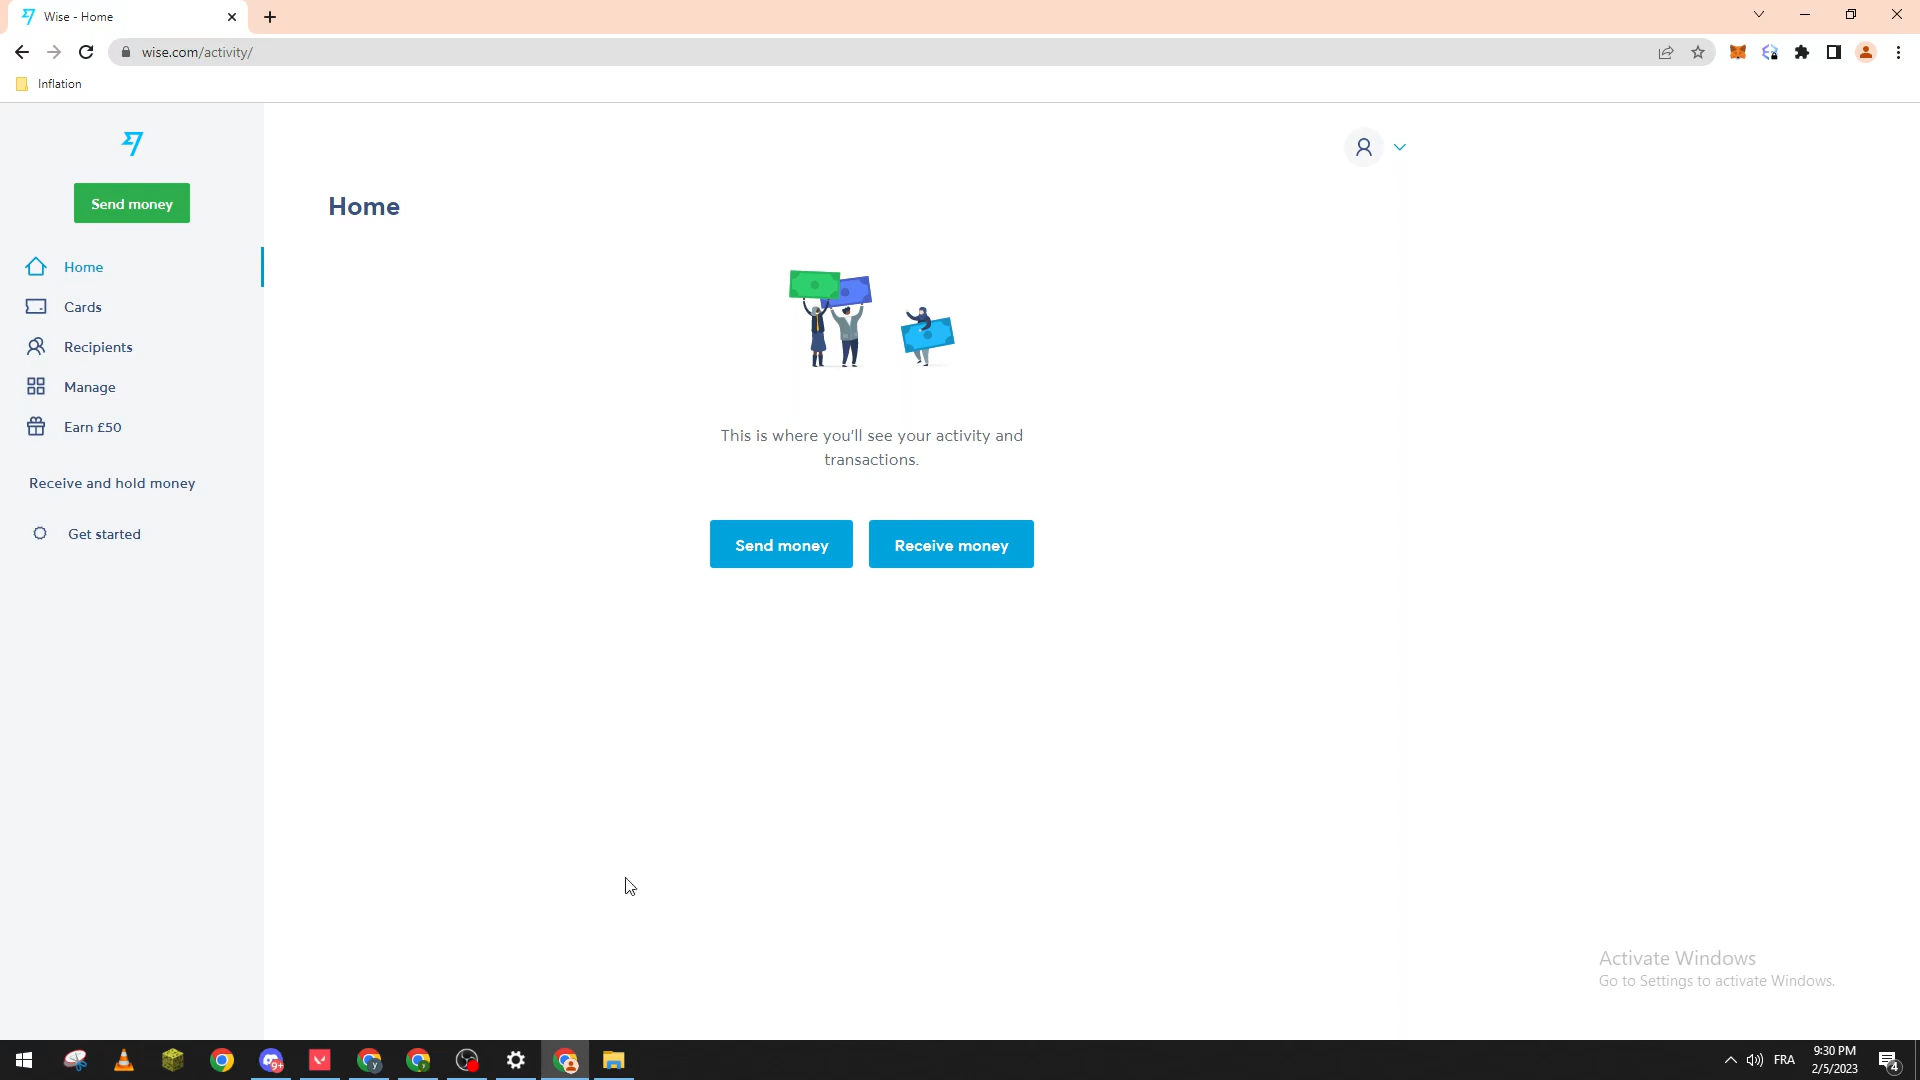 Wise - Home
wise.com/activity/
Inflation
Send money
Home
Cards
Recipients
Manage
Earn £50
Receive and hold money
Get started
Home
This is where you'll see your activity and
transactions.
Send money
Receive money
Activate Windows
Go to Settings to activate Windows.
9+
y
y
FRA
9:30 PM
2/5/2023
4